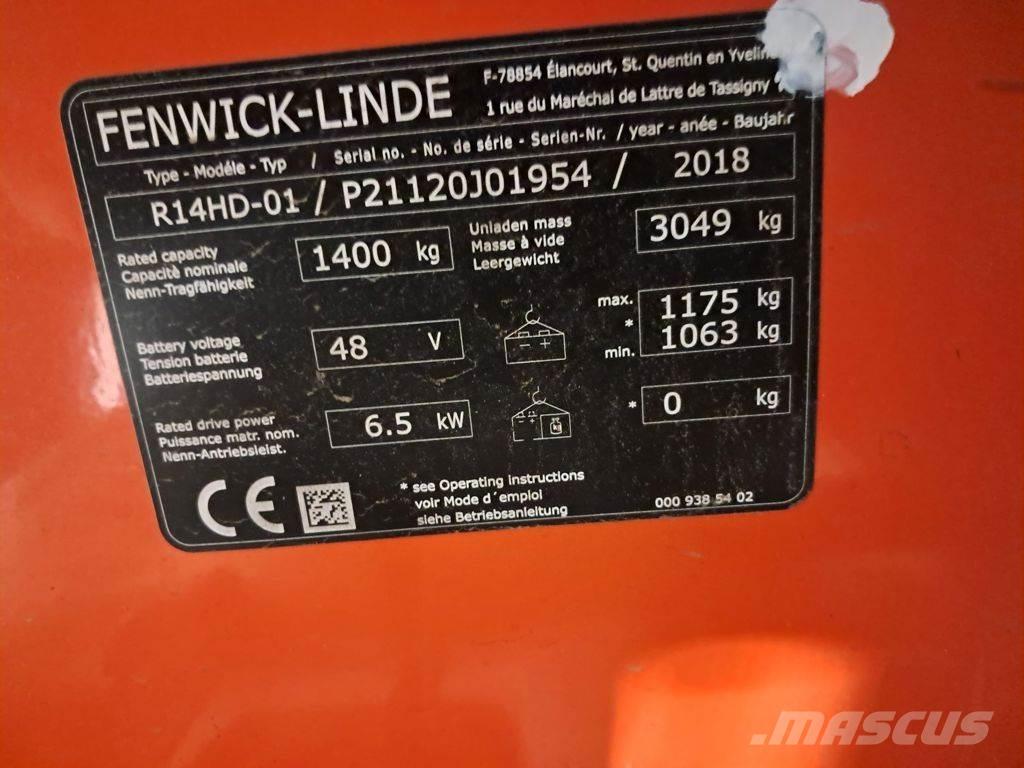 FENWICK-LINDE
F-78854 Élancourt, St. Quentin en
1 rue du Maréchal de Lattre de Tassigny
Type - Modéle - Typ / Serial no. - No. de série - Serien-Nr. / year - anée - Baujahr
R14HD-01 / P21120J01954 / 2018
Rated capacity
Capacitè nominale
Nenn-Tragfähigkeit
1400 kg
Unladen mass
Masse à vide
Leergewicht
3049 kg
Battery voltage
Tension batterie
Batteriespannung
48 V
- +
max. 1175 kg
*
min. 1063 kg
Rated drive power
Puissance matr. nom.
Nenn-Antriebsleist.
6.5 kW
kg
* 0 kg
CE
* see Operating instructions
voir Mode d´emploi
siehe Betriebsanleitung
000 938 54 02
MASCUS